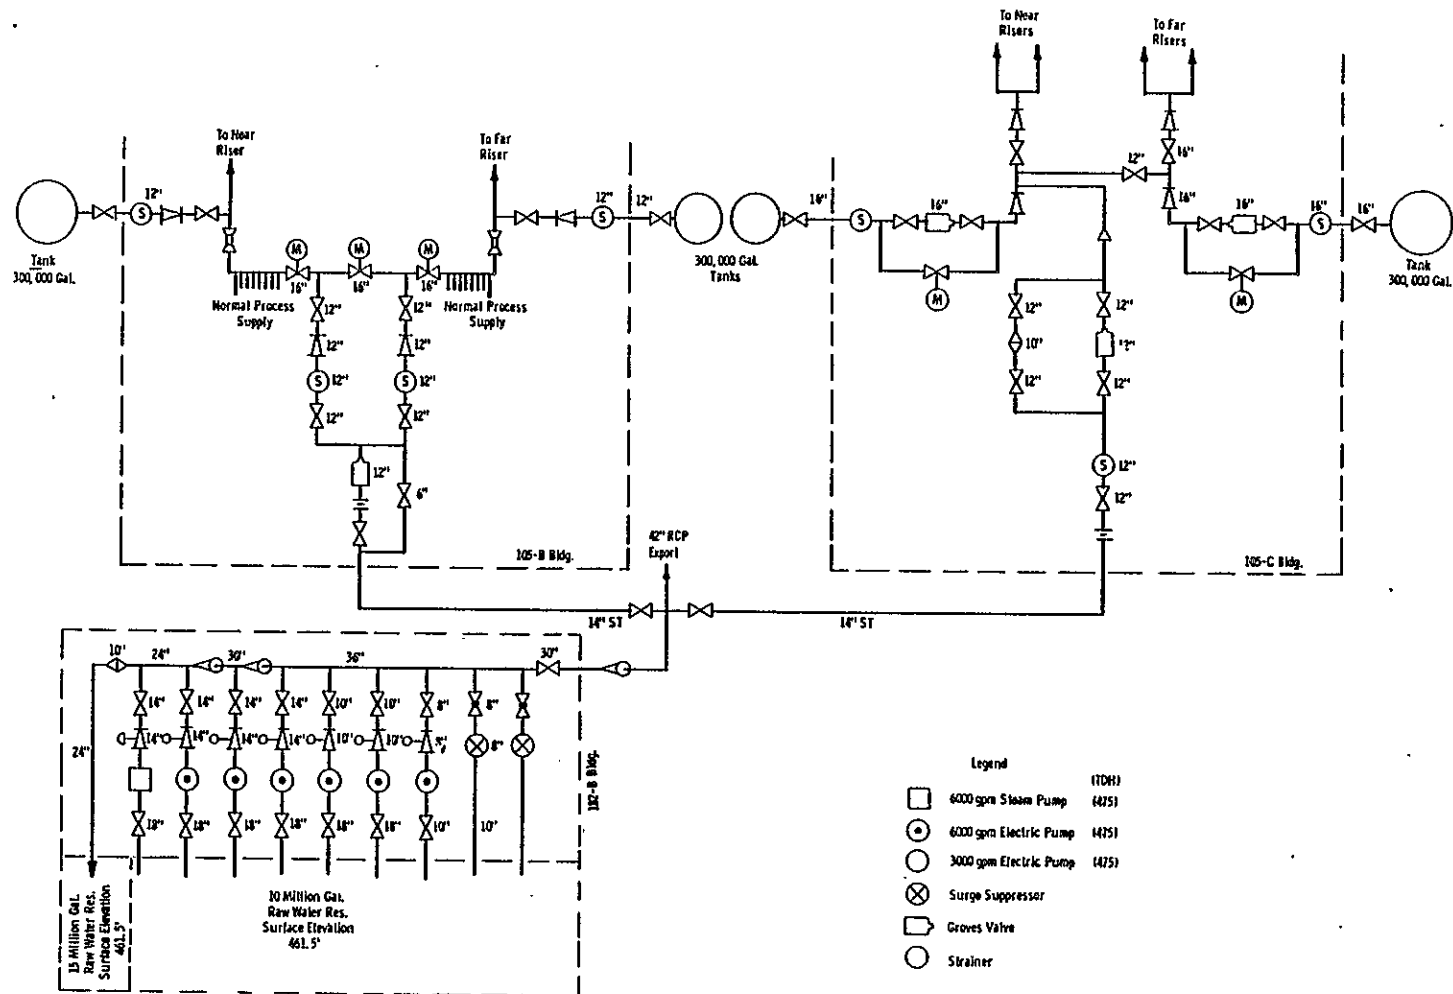 To Near
Risers
To Far
Risers
To Near
Riser
To Far
Riser
12"
12"
12"
16"
16"
12"
16"
16"
16"
16"
16"
S
S
S
S
M
M
M
M
M
Tank
300,000 Gal.
300,000 Gal.
Tanks
Tank
300,000 Gal.
16"
16"
16"
Normal Process
Supply
Normal Process
Supply
12"
12"
12"
12"
S
12"
S
12"
12"
12"
12"
6"
12"
12"
10"
12"
12"
12"
S
12"
12"
105-B Bldg.
105-C Bldg.
42" RCP
Export
14" ST
14" ST
10"
24"
30"
36"
30"
14"
14"
14"
14"
10"
10"
8"
8"
14"
14"
14"
14"
10"
10"
8"
24"
18"
18"
18"
18"
18"
18"
10"
10"
182-B Bldg.
15 Million Gal.
Raw Water Res.
Surface Elevation
461.5'
10 Million Gal.
Raw Water Res.
Surface Elevation
461.5'
Legend
(TDH)
6000 gpm Steam Pump (475)
6000 gpm Electric Pump (475)
3000 gpm Electric Pump (475)
Surge Suppressor
Groves Valve
Strainer